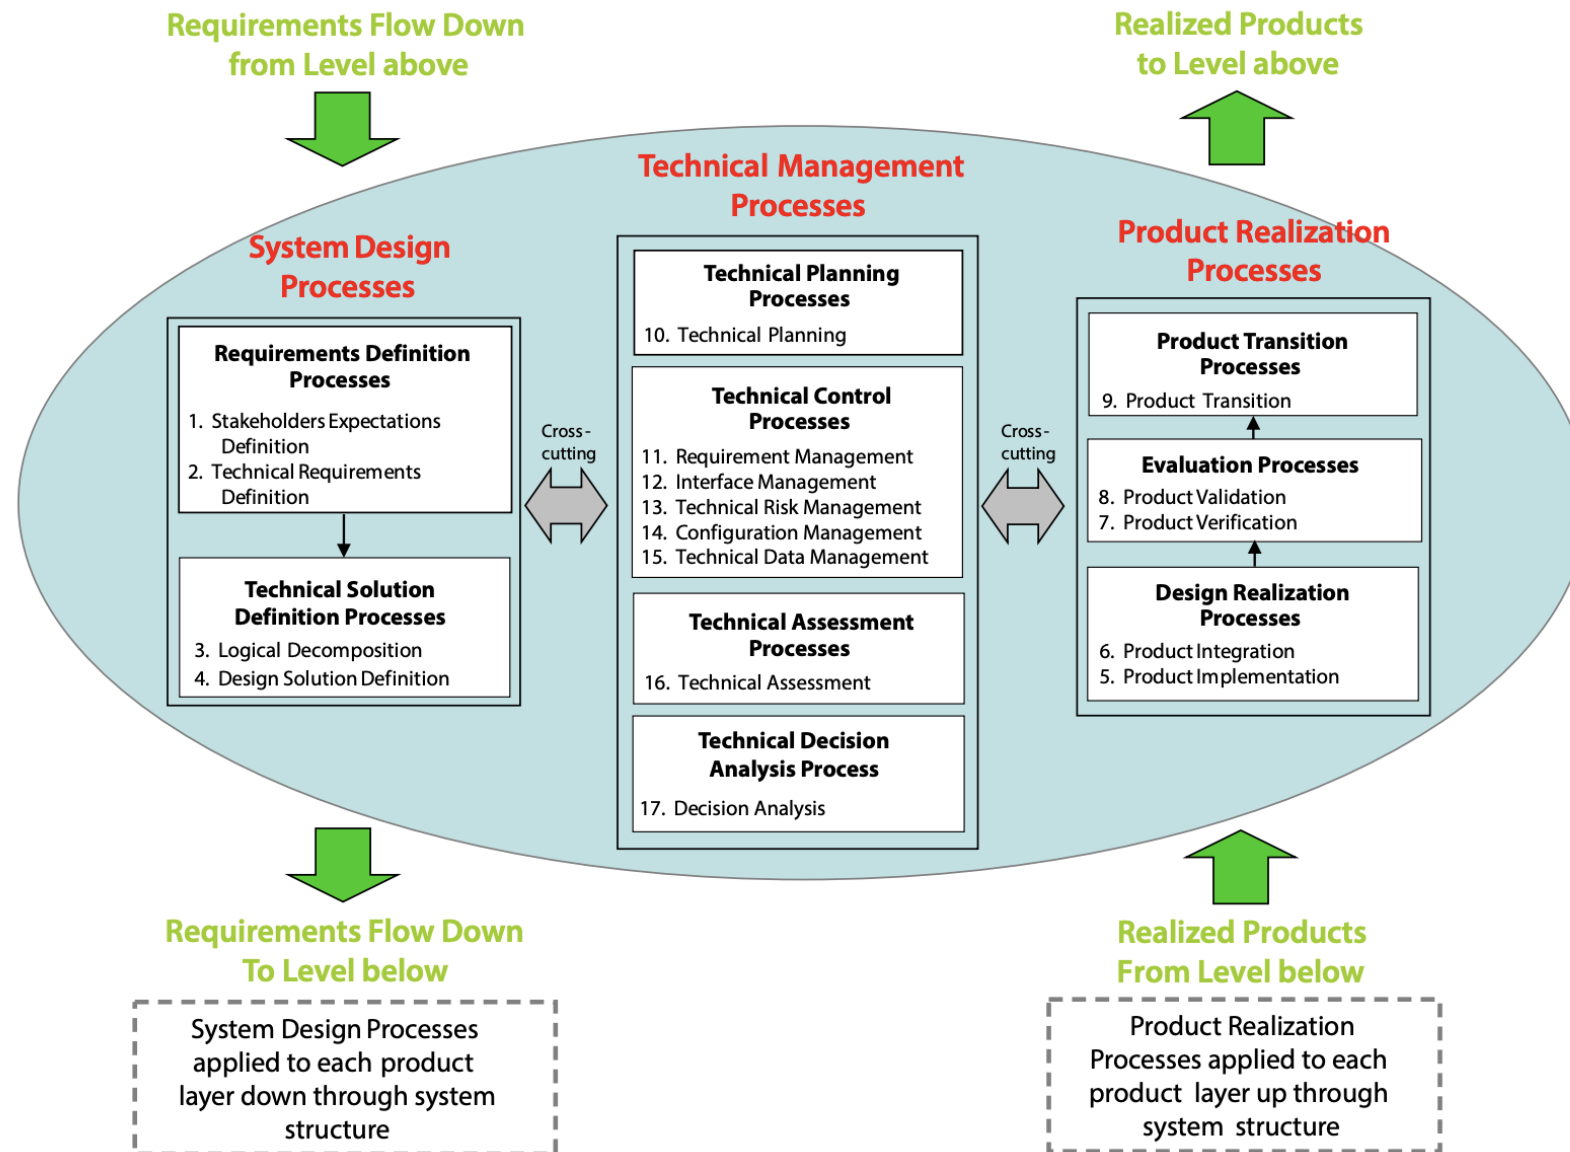 Requirements Flow Down
from Level above
Realized Products
to Level above
Technical Management
Processes
System Design
Processes
Product Realization
Processes
Requirements Definition
Processes
1. Stakeholders Expectations
Definition
2. Technical Requirements
Definition
Technical Solution
Definition Processes
3. Logical Decomposition
4. Design Solution Definition
Cross-
cutting
Technical Planning
Processes
10. Technical Planning
Technical Control
Processes
11. Requirement Management
12. Interface Management
13. Technical Risk Management
14. Configuration Management
15. Technical Data Management
Technical Assessment
Processes
16. Technical Assessment
Technical Decision
Analysis Process
17. Decision Analysis
Cross-
cutting
Product Transition
Processes
9. Product Transition
Evaluation Processes
8. Product Validation
7. Product Verification
Design Realization
Processes
6. Product Integration
5. Product Implementation
Requirements Flow Down
To Level below
System Design Processes
applied to each product
layer down through system
structure
Realized Products
From Level below
Product Realization
Processes applied to each
product layer up through
system structure